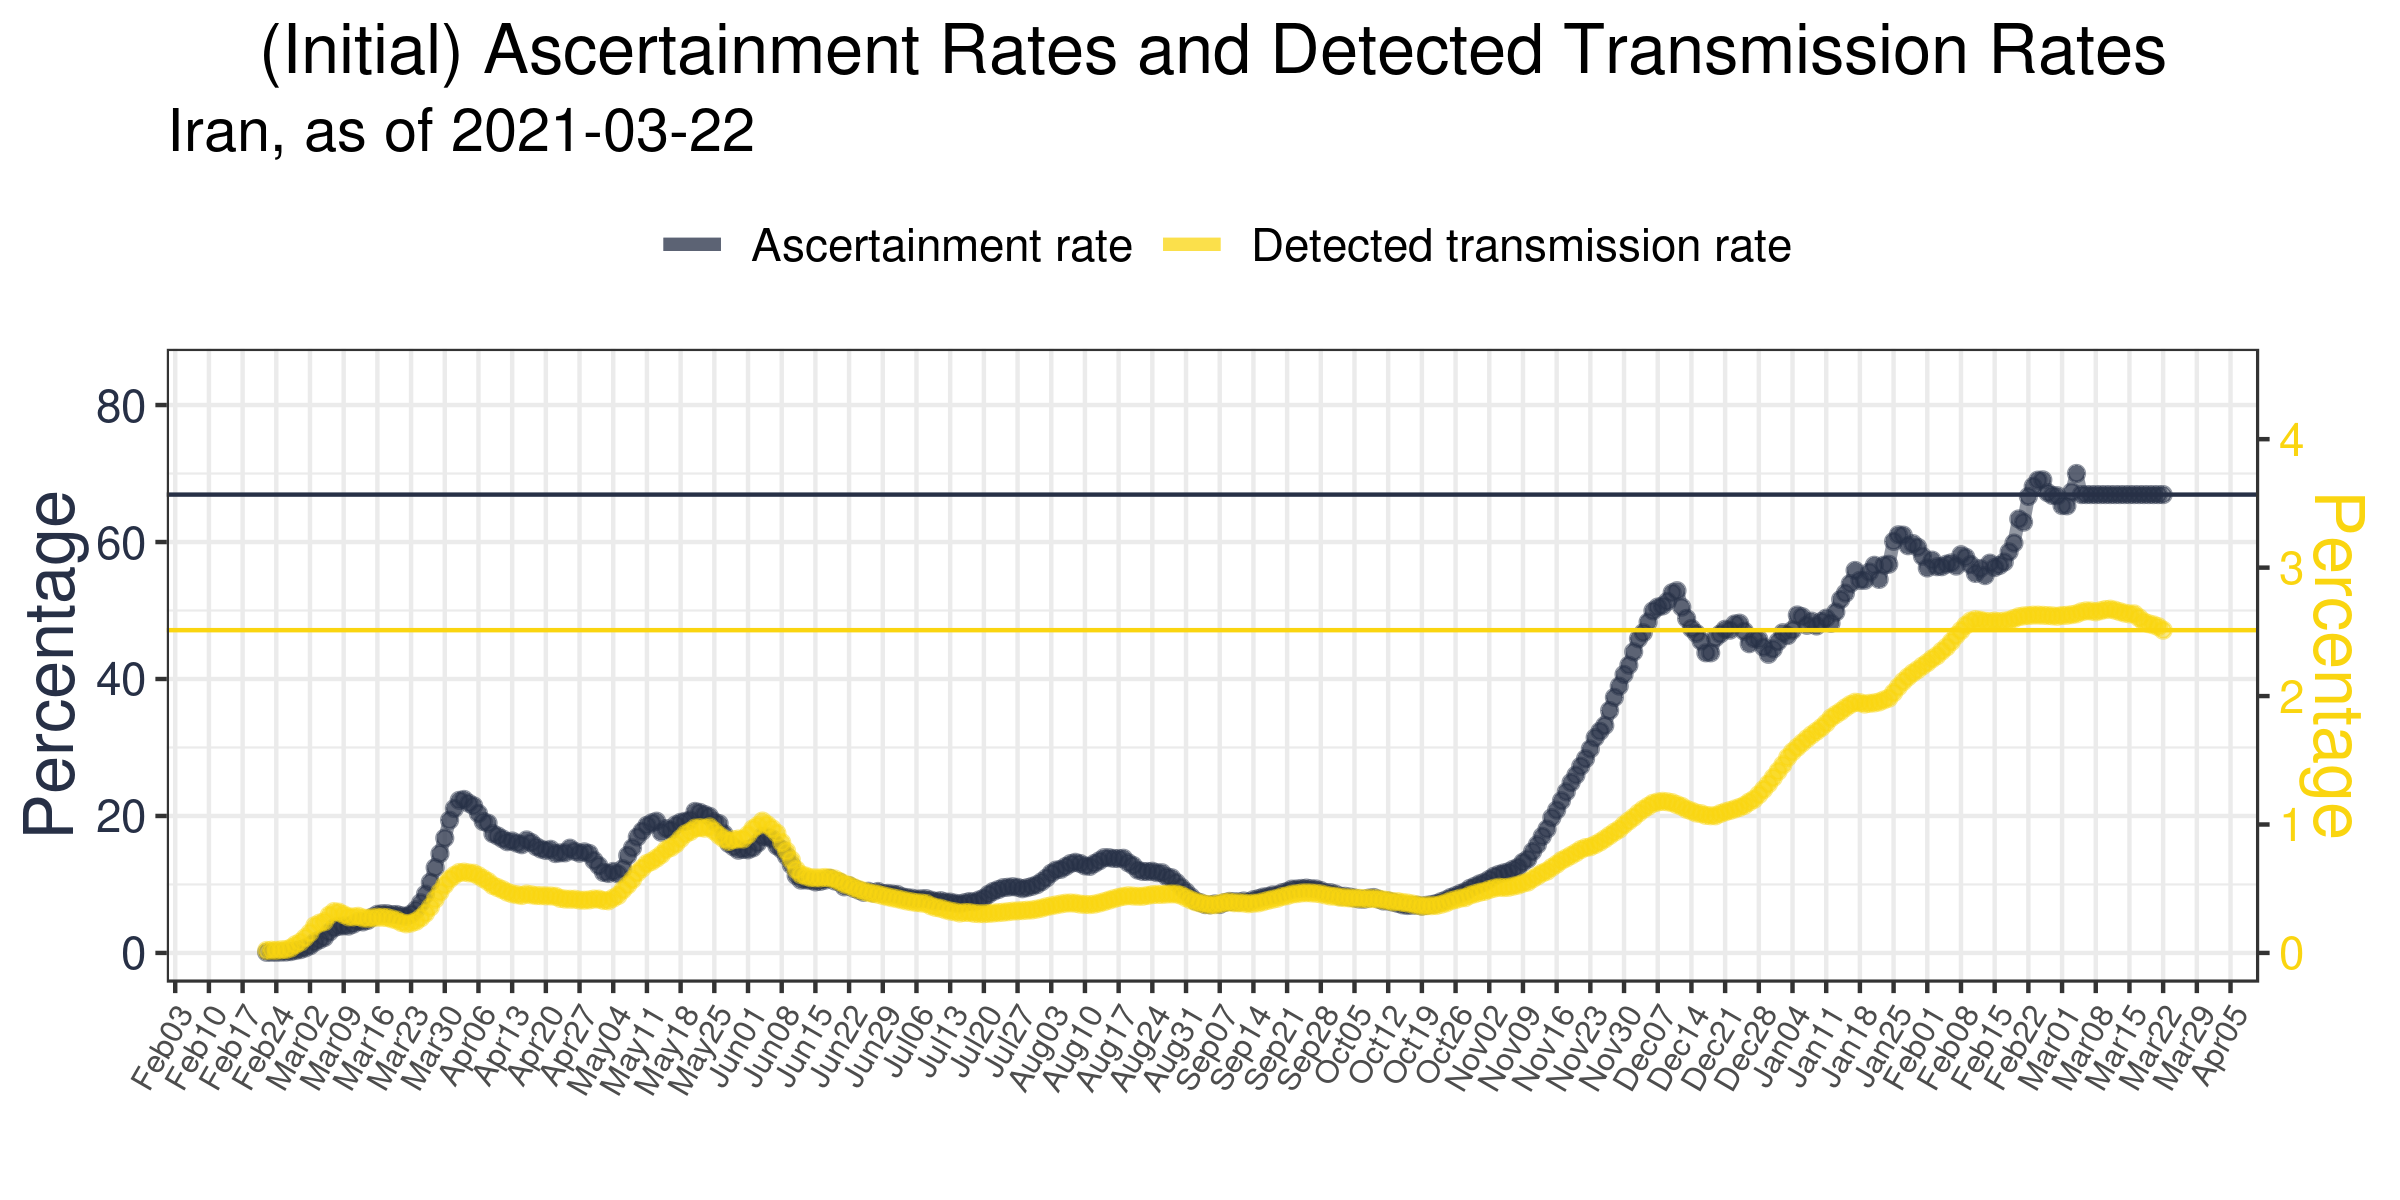 (Initial) Ascertainment Rates and Detected Transmission Rates
Iran, as of 2021-03-22
Ascertainment rate Detected transmission rate
Percentage
80
60
40
20
0
4
3
2
1
0
Percentage
Feb03 Feb10 Feb17 Feb24 Mar02 Mar09 Mar16 Mar23 Mar30 Apr06 Apr13 Apr20 Apr27 May04 May11 May18 May25 Jun01 Jun08 Jun15 Jun22 Jun29 Jul06 Jul13 Jul20 Jul27 Aug03 Aug10 Aug17 Aug24 Aug31 Sep07 Sep14 Sep21 Sep28 Oct05 Oct12 Oct19 Oct26 Nov02 Nov09 Nov16 Nov23 Nov30 Dec07 Dec14 Dec21 Dec28 Jan04 Jan11 Jan18 Jan25 Feb01 Feb08 Feb15 Feb22 Mar01 Mar08 Mar15 Mar22 Mar29 Apr05